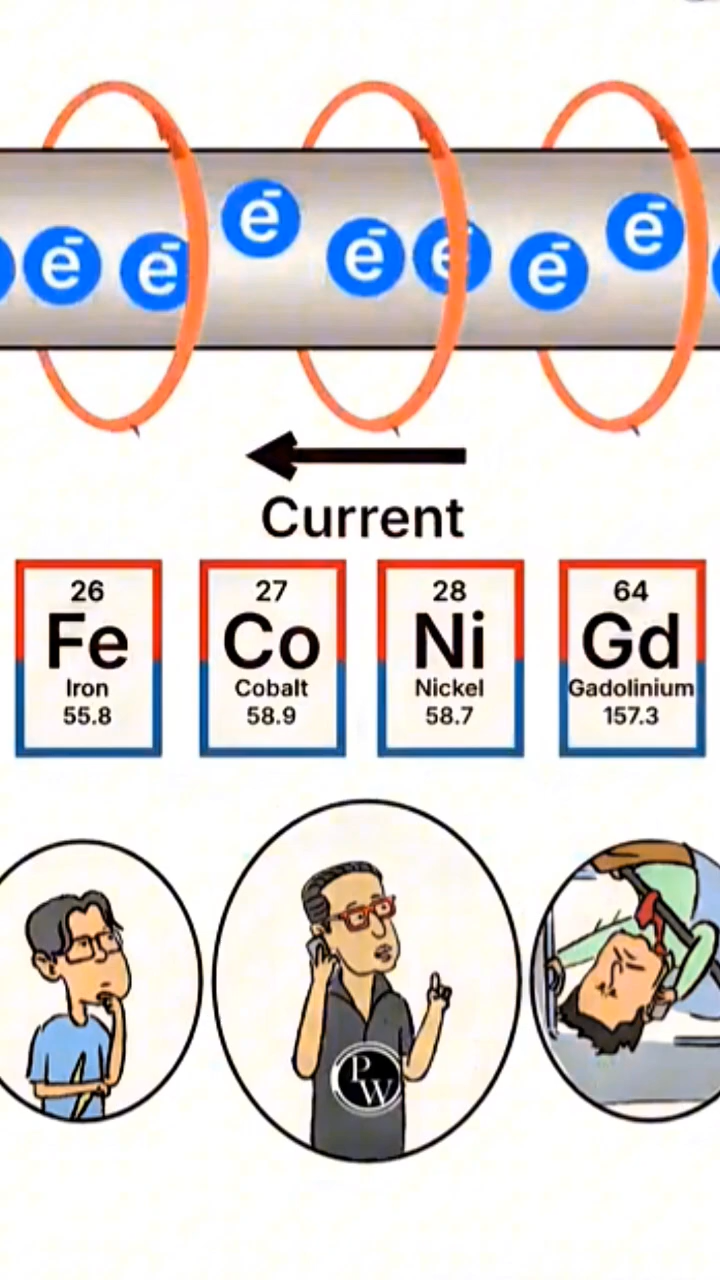 e⁻ e⁻ e⁻ e⁻ e⁻ e⁻ e⁻
Current
26 27 28 64
Fe Co Ni Gd
Iron Cobalt Nickel Gadolinium
55.8 58.9 58.7 157.3
PW